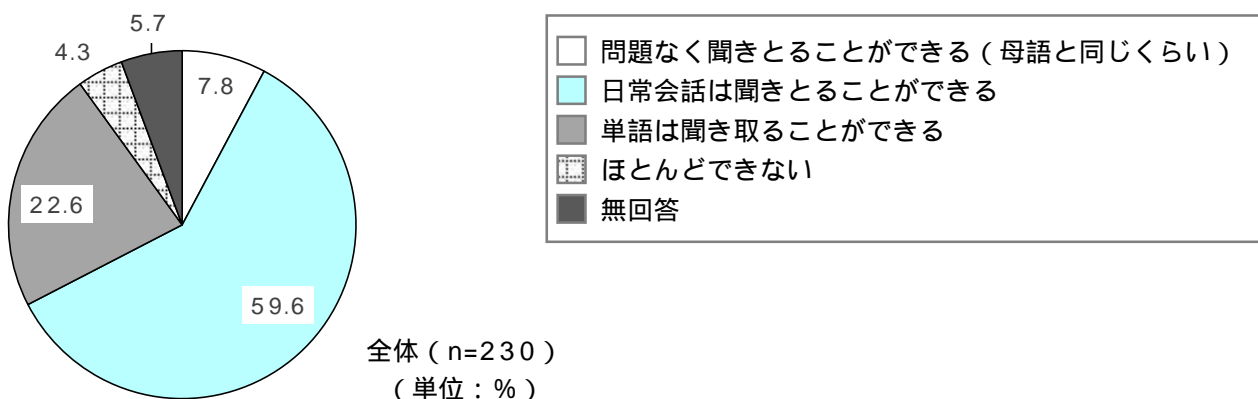 5.7
4.3
7.8
22.6
59.6
問題なく聞きとることができる（母語と同じくらい）
日常会話は聞きとることができる
単語は聞き取ることができる
ほとんどできない
無回答
全体（n=230）
（単位：%）